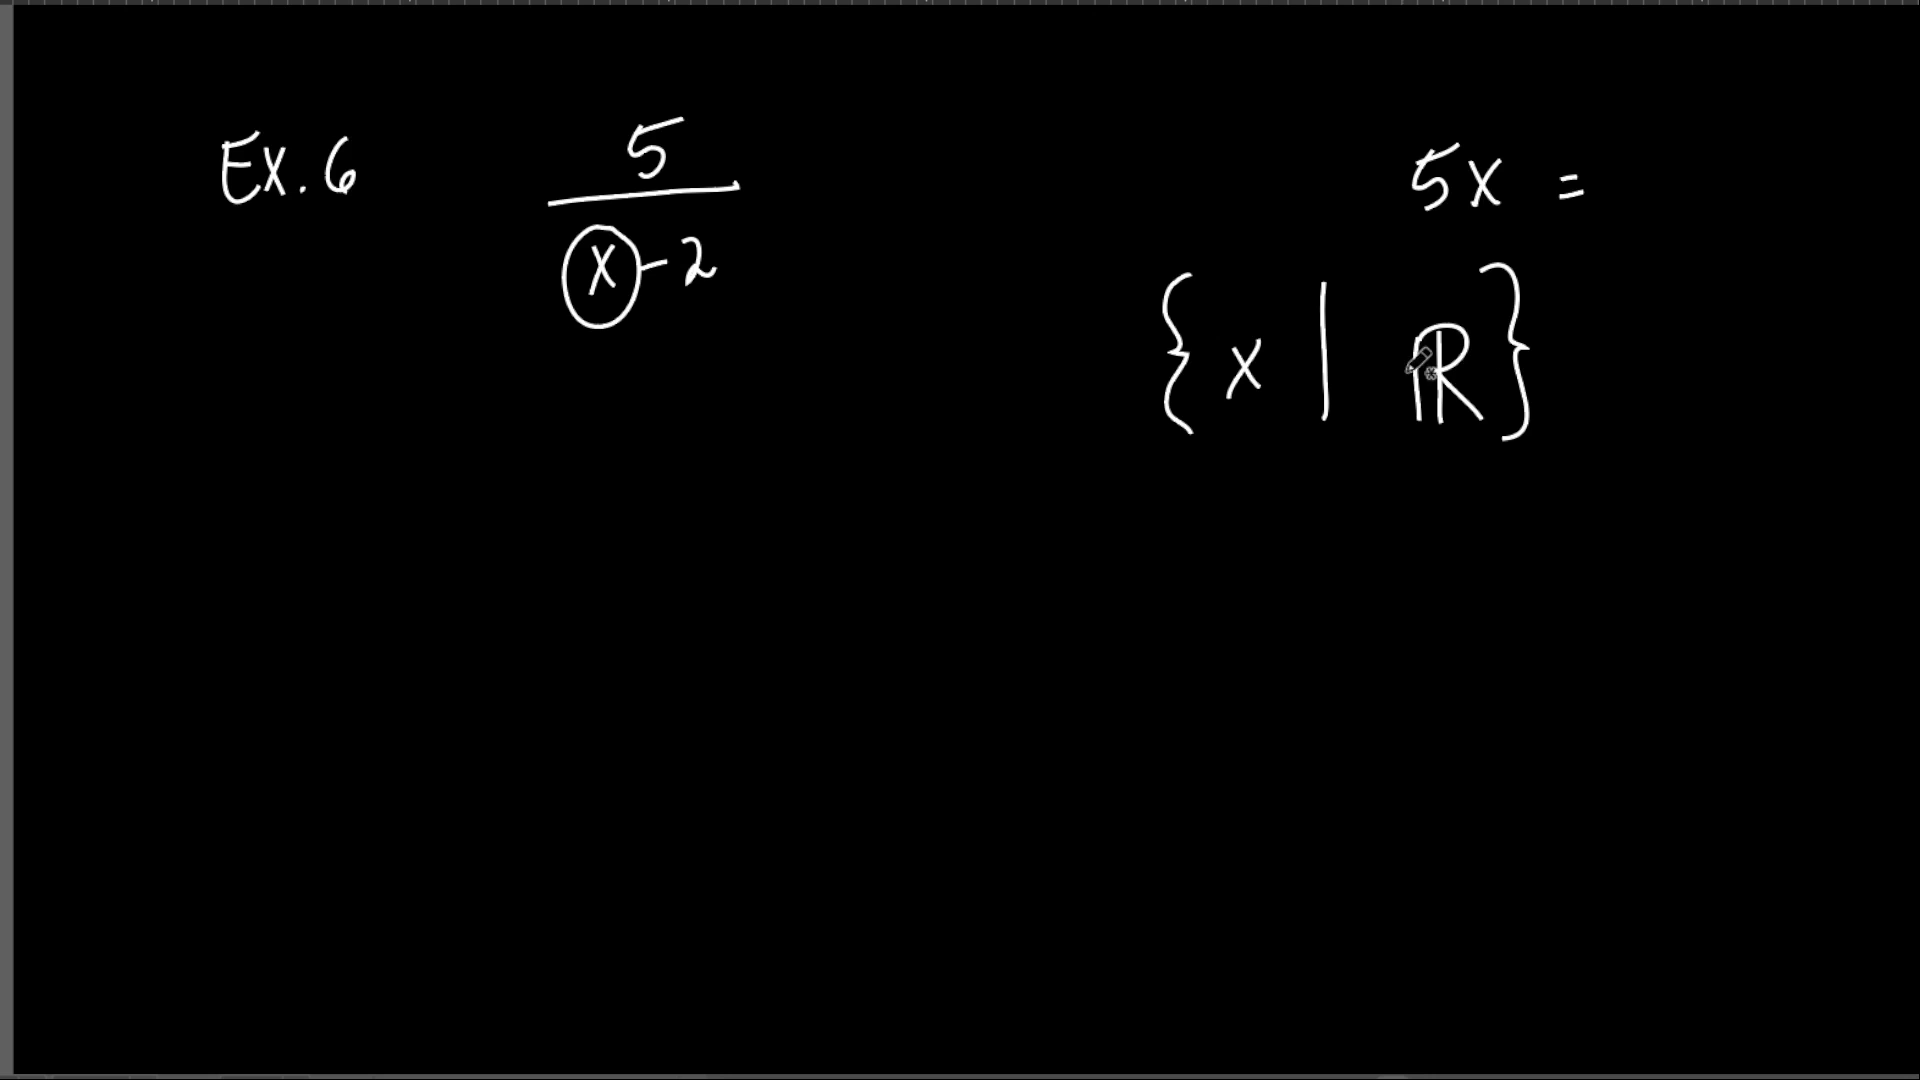 Ex. 6
5
x - 2
5x =
{ x | ℝ }